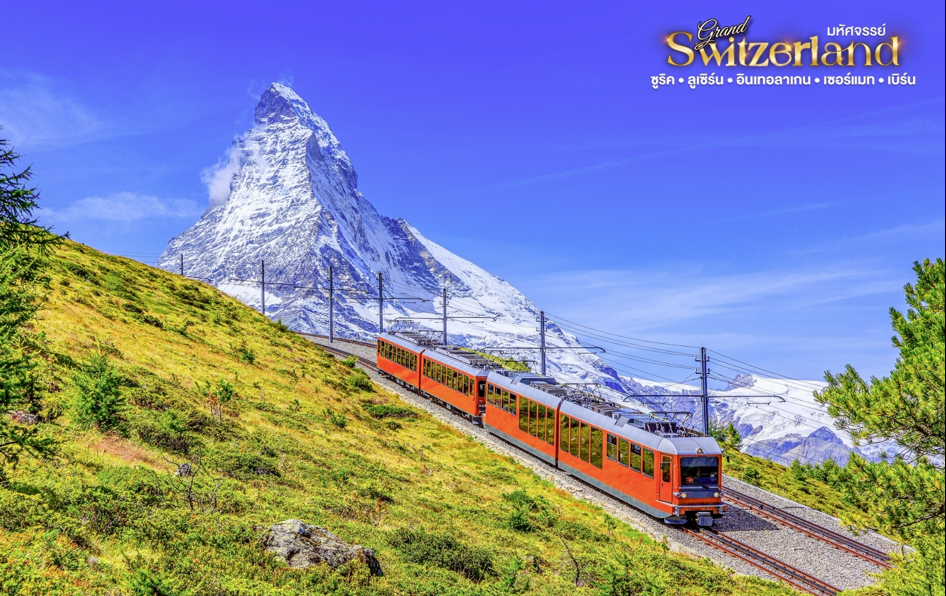 มหัศจรรย์
Grand
Switzerland
ซูริค • ลูเซิร์น • อินเทอลาเกน • เซอร์แมท • เบิร์น